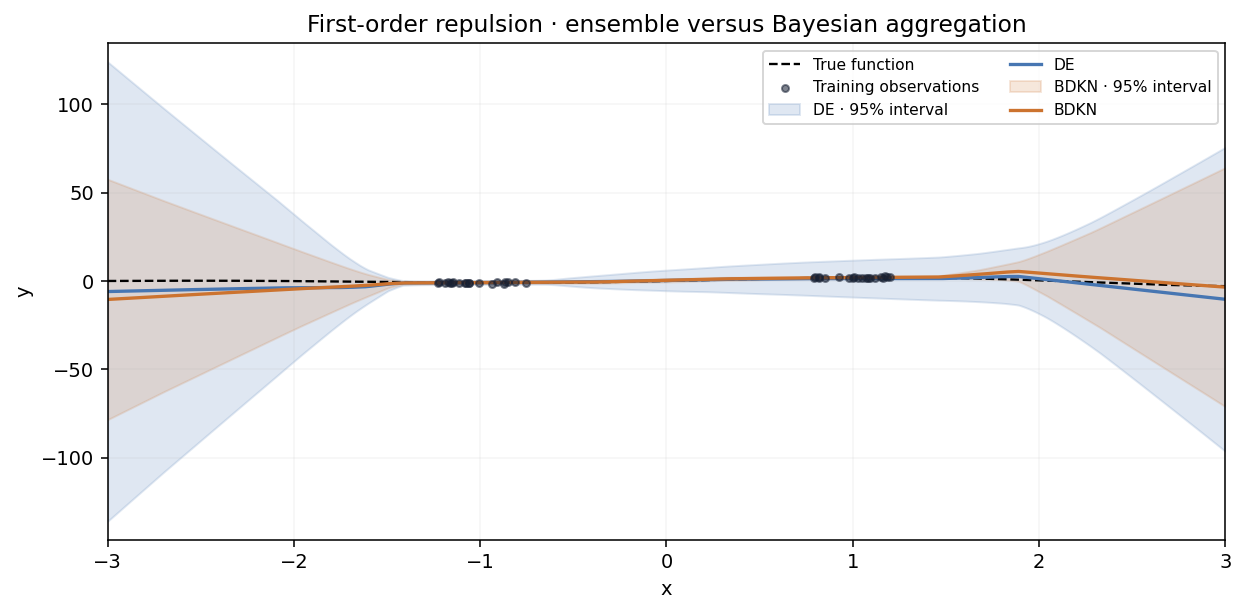 First-order repulsion · ensemble versus Bayesian aggregation
True function
Training observations
DE · 95% interval
DE
BDKN · 95% interval
BDKN
y
100
50
0
−50
−100
−3
−2
−1
0
1
2
3
x